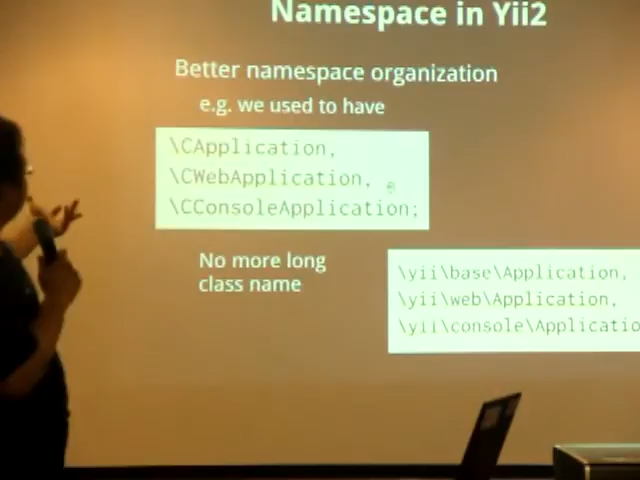 Namespace in Yii2
Better namespace organization
e.g. we used to have
\CApplication,
\CWebApplication,
\CConsoleApplication;
No more long
class name
\yii\base\Application,
\yii\web\Application,
\yii\console\Applicatio